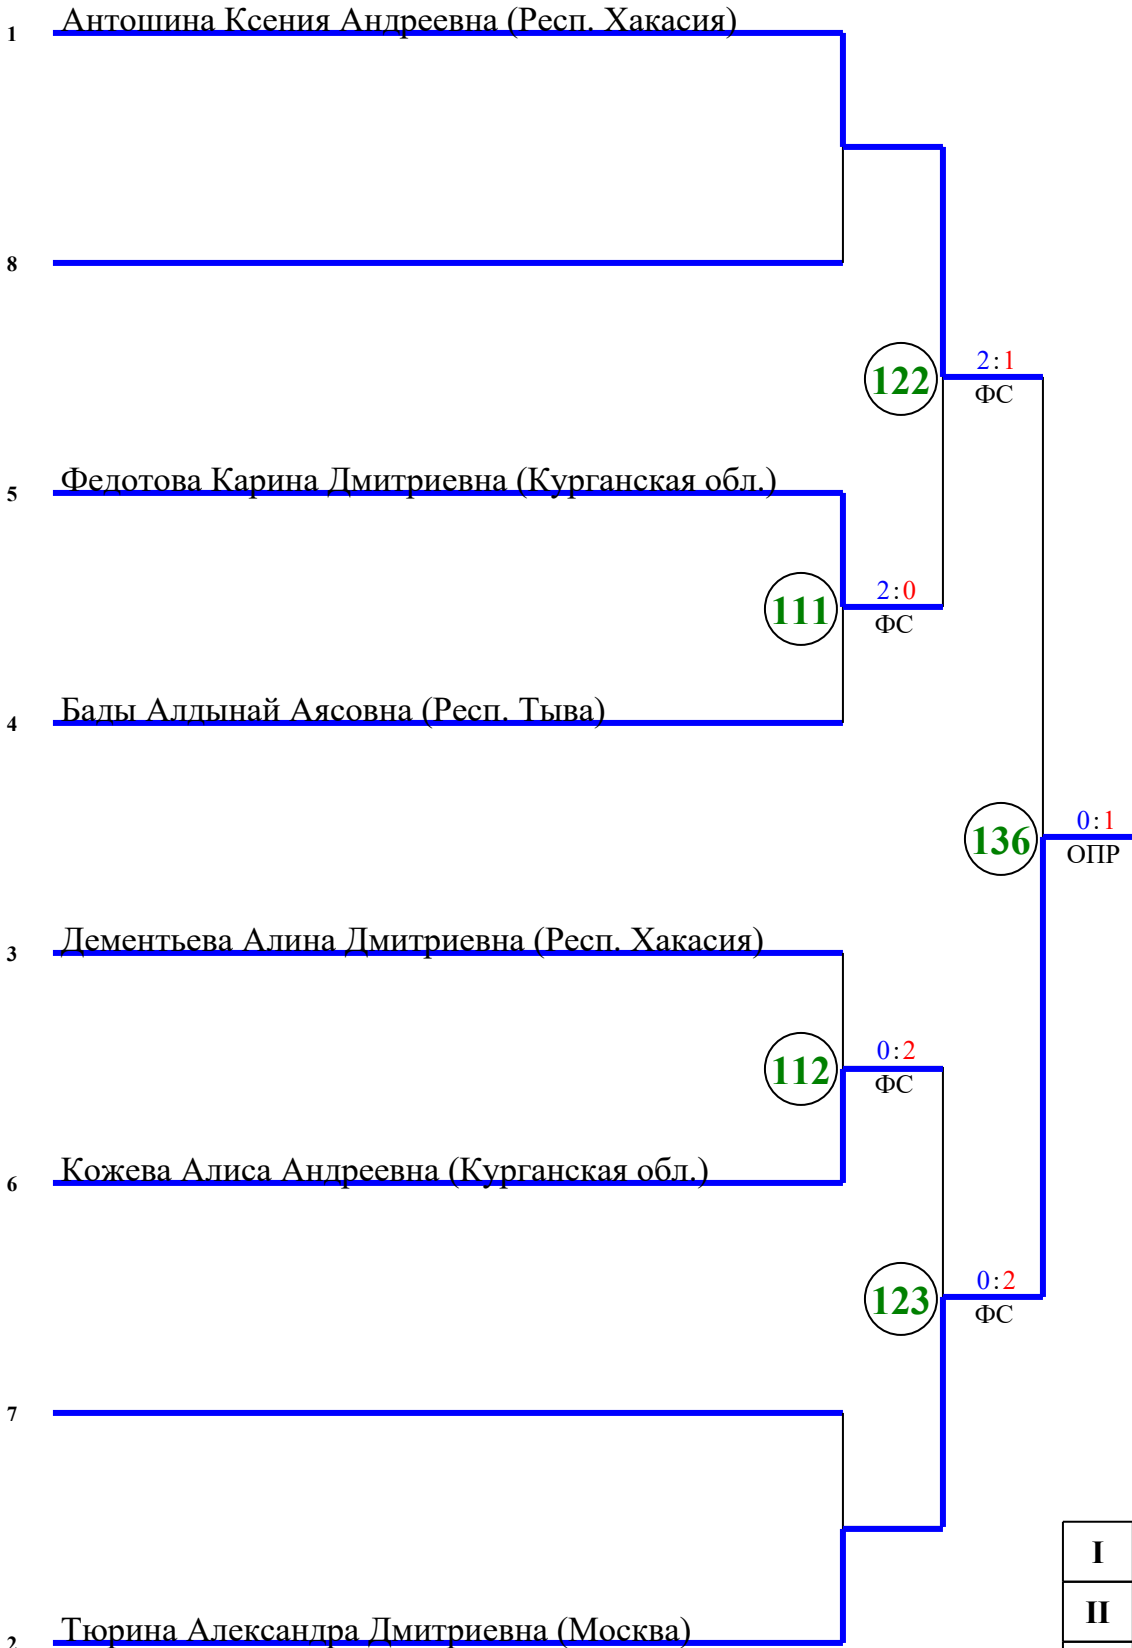 1 Антошина Ксения Андреевна (Респ. Хакасия)
8
122 2:1
ФС
5 Федотова Карина Дмитриевна (Курганская обл.)
111 2:0
ФС
4 Бады Алдынай Аясовна (Респ. Тыва)
136 0:1
ОПР
3 Дементьева Алина Дмитриевна (Респ. Хакасия)
112 0:2
ФС
6 Кожева Алиса Андреевна (Курганская обл.)
123 0:2
ФС
7
I
II
2 Тюрина Александра Дмитриевна (Москва)